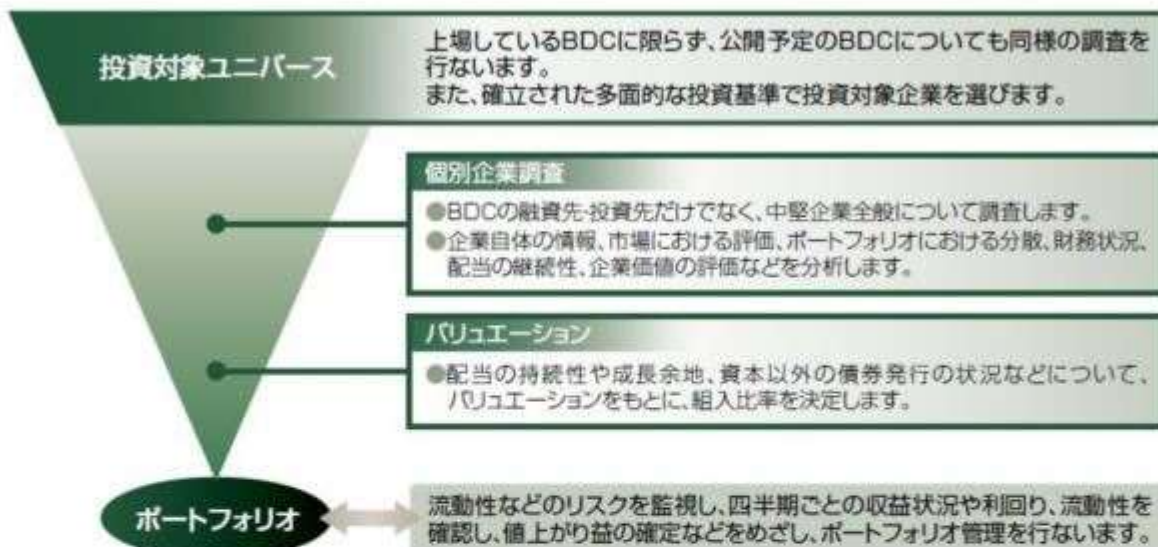 投資対象ユニバース
上場しているBDCに限らず、公開予定のBDCについても同様の調査を
行ないます。
また、確立された多面的な投資基準で投資対象企業を選びます。
個別企業調査
●BDCの融資先・投資先だけでなく、中堅企業全般について調査します。
●企業自体の情報、市場における評価、ポートフォリオにおける分散、財務状況、
配当の継続性、企業価値の評価などを分析します。
バリュエーション
●配当の持続性や成長余地、資本以外の債券発行の状況などについて、
バリュエーションをもとに、組入比率を決定します。
ポートフォリオ
流動性などのリスクを監視し、四半期ごとの収益状況や利回り、流動性を
確認し、値上がり益の確定などをめざし、ポートフォリオ管理を行ないます。